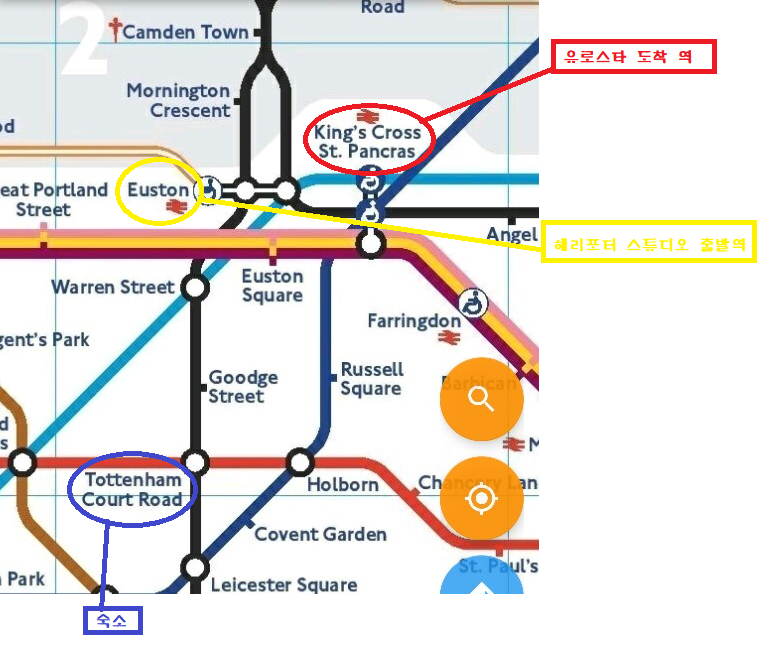 2
Road
Camden Town
유로스타 도착 역
Mornington
Crescent
King's Cross
St. Pancras
eat Portland
Street
Euston
Angel
해리포터 스튜디오 출발역
Warren Street
Euston
Square
Farringdon
gent's Park
Goodge
Street
Russell
Square
Barbican
Tottenham
Court Road
Holborn
Chancery Lan
Covent Garden
St. Paul's
Park
Leicester Square
숙소